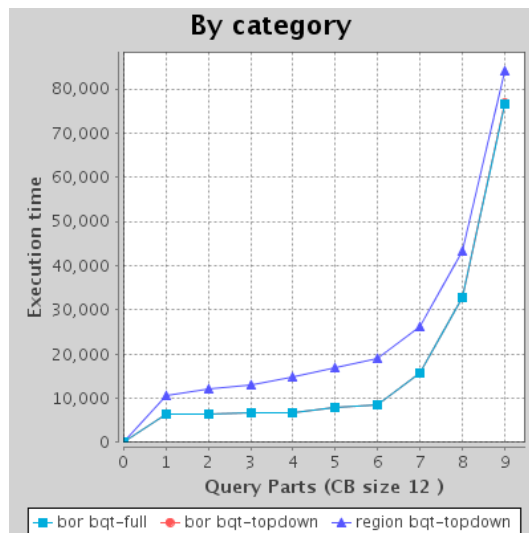 By category
80,000
70,000
60,000
50,000
40,000
30,000
20,000
10,000
0
Execution time
0 1 2 3 4 5 6 7 8 9
Query Parts (CB size 12 )
bor bqt-full bor bqt-topdown region bqt-topdown